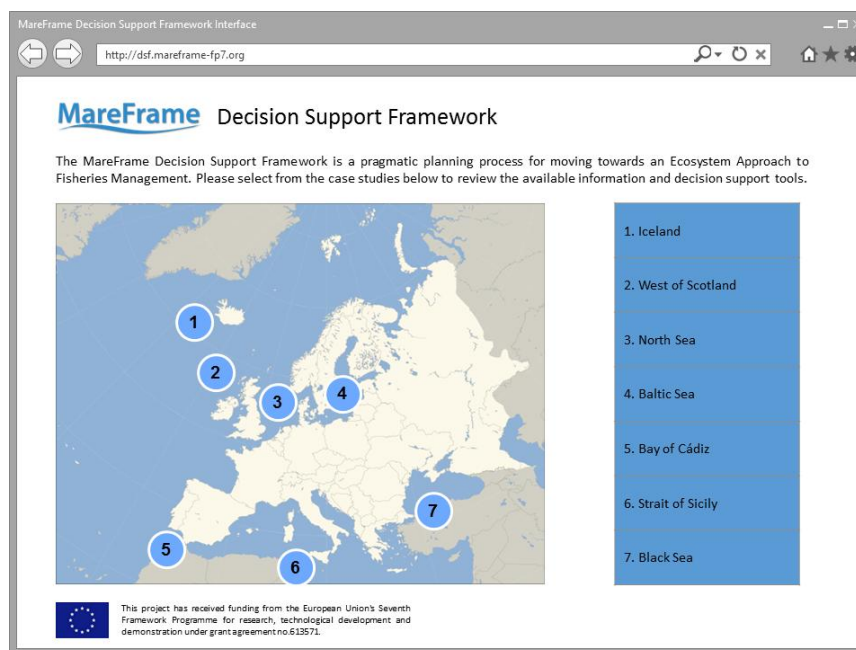 MareFrame Decision Support Framework Interface
http://dsf.mareframe-fp7.org
MareFrame Decision Support Framework
The MareFrame Decision Support Framework is a pragmatic planning process for moving towards an Ecosystem Approach to
Fisheries Management. Please select from the case studies below to review the available information and decision support tools.
1
2
3
4
5
6
7
1. Iceland
2. West of Scotland
3. North Sea
4. Baltic Sea
5. Bay of Cádiz
6. Strait of Sicily
7. Black Sea
This project has received funding from the European Union's Seventh
Framework Programme for research, technological development and
demonstration under grant agreement no.613571.